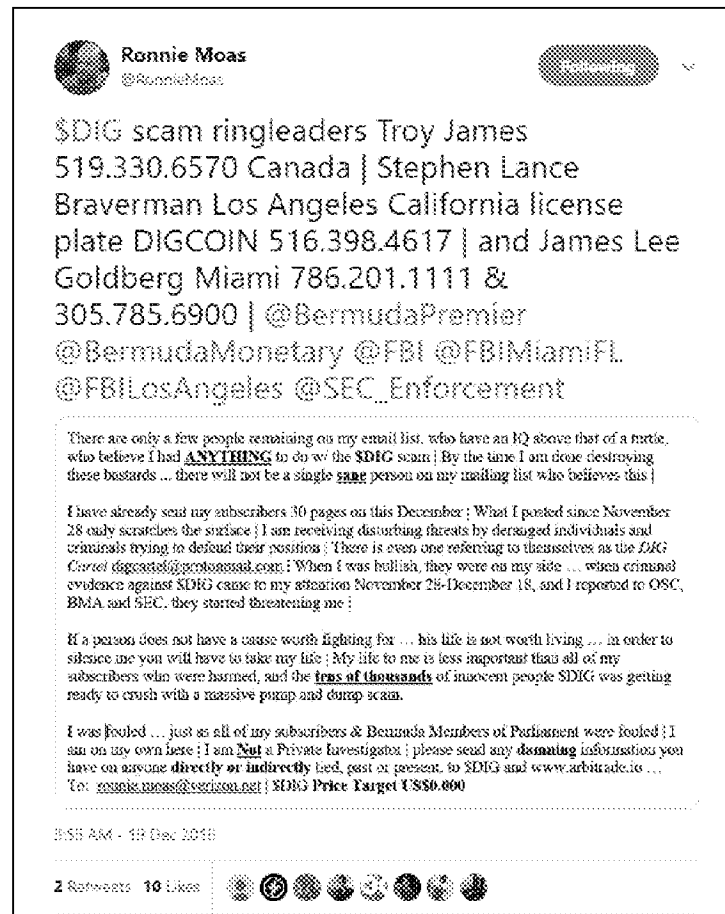 Ronnie Moas
@RonnieMoas
Following
$DIG scam ringleaders Troy James
519.330.6570 Canada | Stephen Lance
Braverman Los Angeles California license
plate DIGCOIN 516.398.4617 | and James Lee
Goldberg Miami 786.201.1111 &
305.785.6900 | @BermudaPremier
@BermudaMonetary @FBI @FBIMiamiFL
@FBILosAngeles @SEC_Enforcement
There are only a few people remaining on my email list, who have an IQ above that of a turtle,
who believe I had ANYTHING to do w/ the $DIG scam | By the time I am done destroying
these bastards ... there will not be a single sane person on my mailing list who believes this |
I have already sent my subscribers 30 pages on this December | What I posted since November
28 only scratches the surface | I am receiving disturbing threats by deranged individuals and
criminals trying to defend their position | There is even one referring to themselves as the DIG
Cartel digcartel@protonmail.com | When I was bullish, they were on my side ... when criminal
evidence against $DIG came to my attention November 28-December 18, and I reported to OSC,
BMA and SEC, they started threatening me |
If a person does not have a cause worth fighting for ... his life is not worth living ... in order to
silence me you will have to take my life | My life to me is less important than all of my
subscribers who were harmed, and the tens of thousands of innocent people $DIG was getting
ready to crush with a massive pump and dump scam.
I was fooled ... just as all of my subscribers & Bermuda Members of Parliament were fooled | I
am on my own here | I am Not a Private Investigator | please send any damning information you
have on anyone directly or indirectly tied, past or present, to $DIG and www.arbitrade.io ...
To: ronnie.moas@verizon.net | $DIG Price Target US$0.000
AM - 19 Dec 2018
2 Retweets 10 Likes